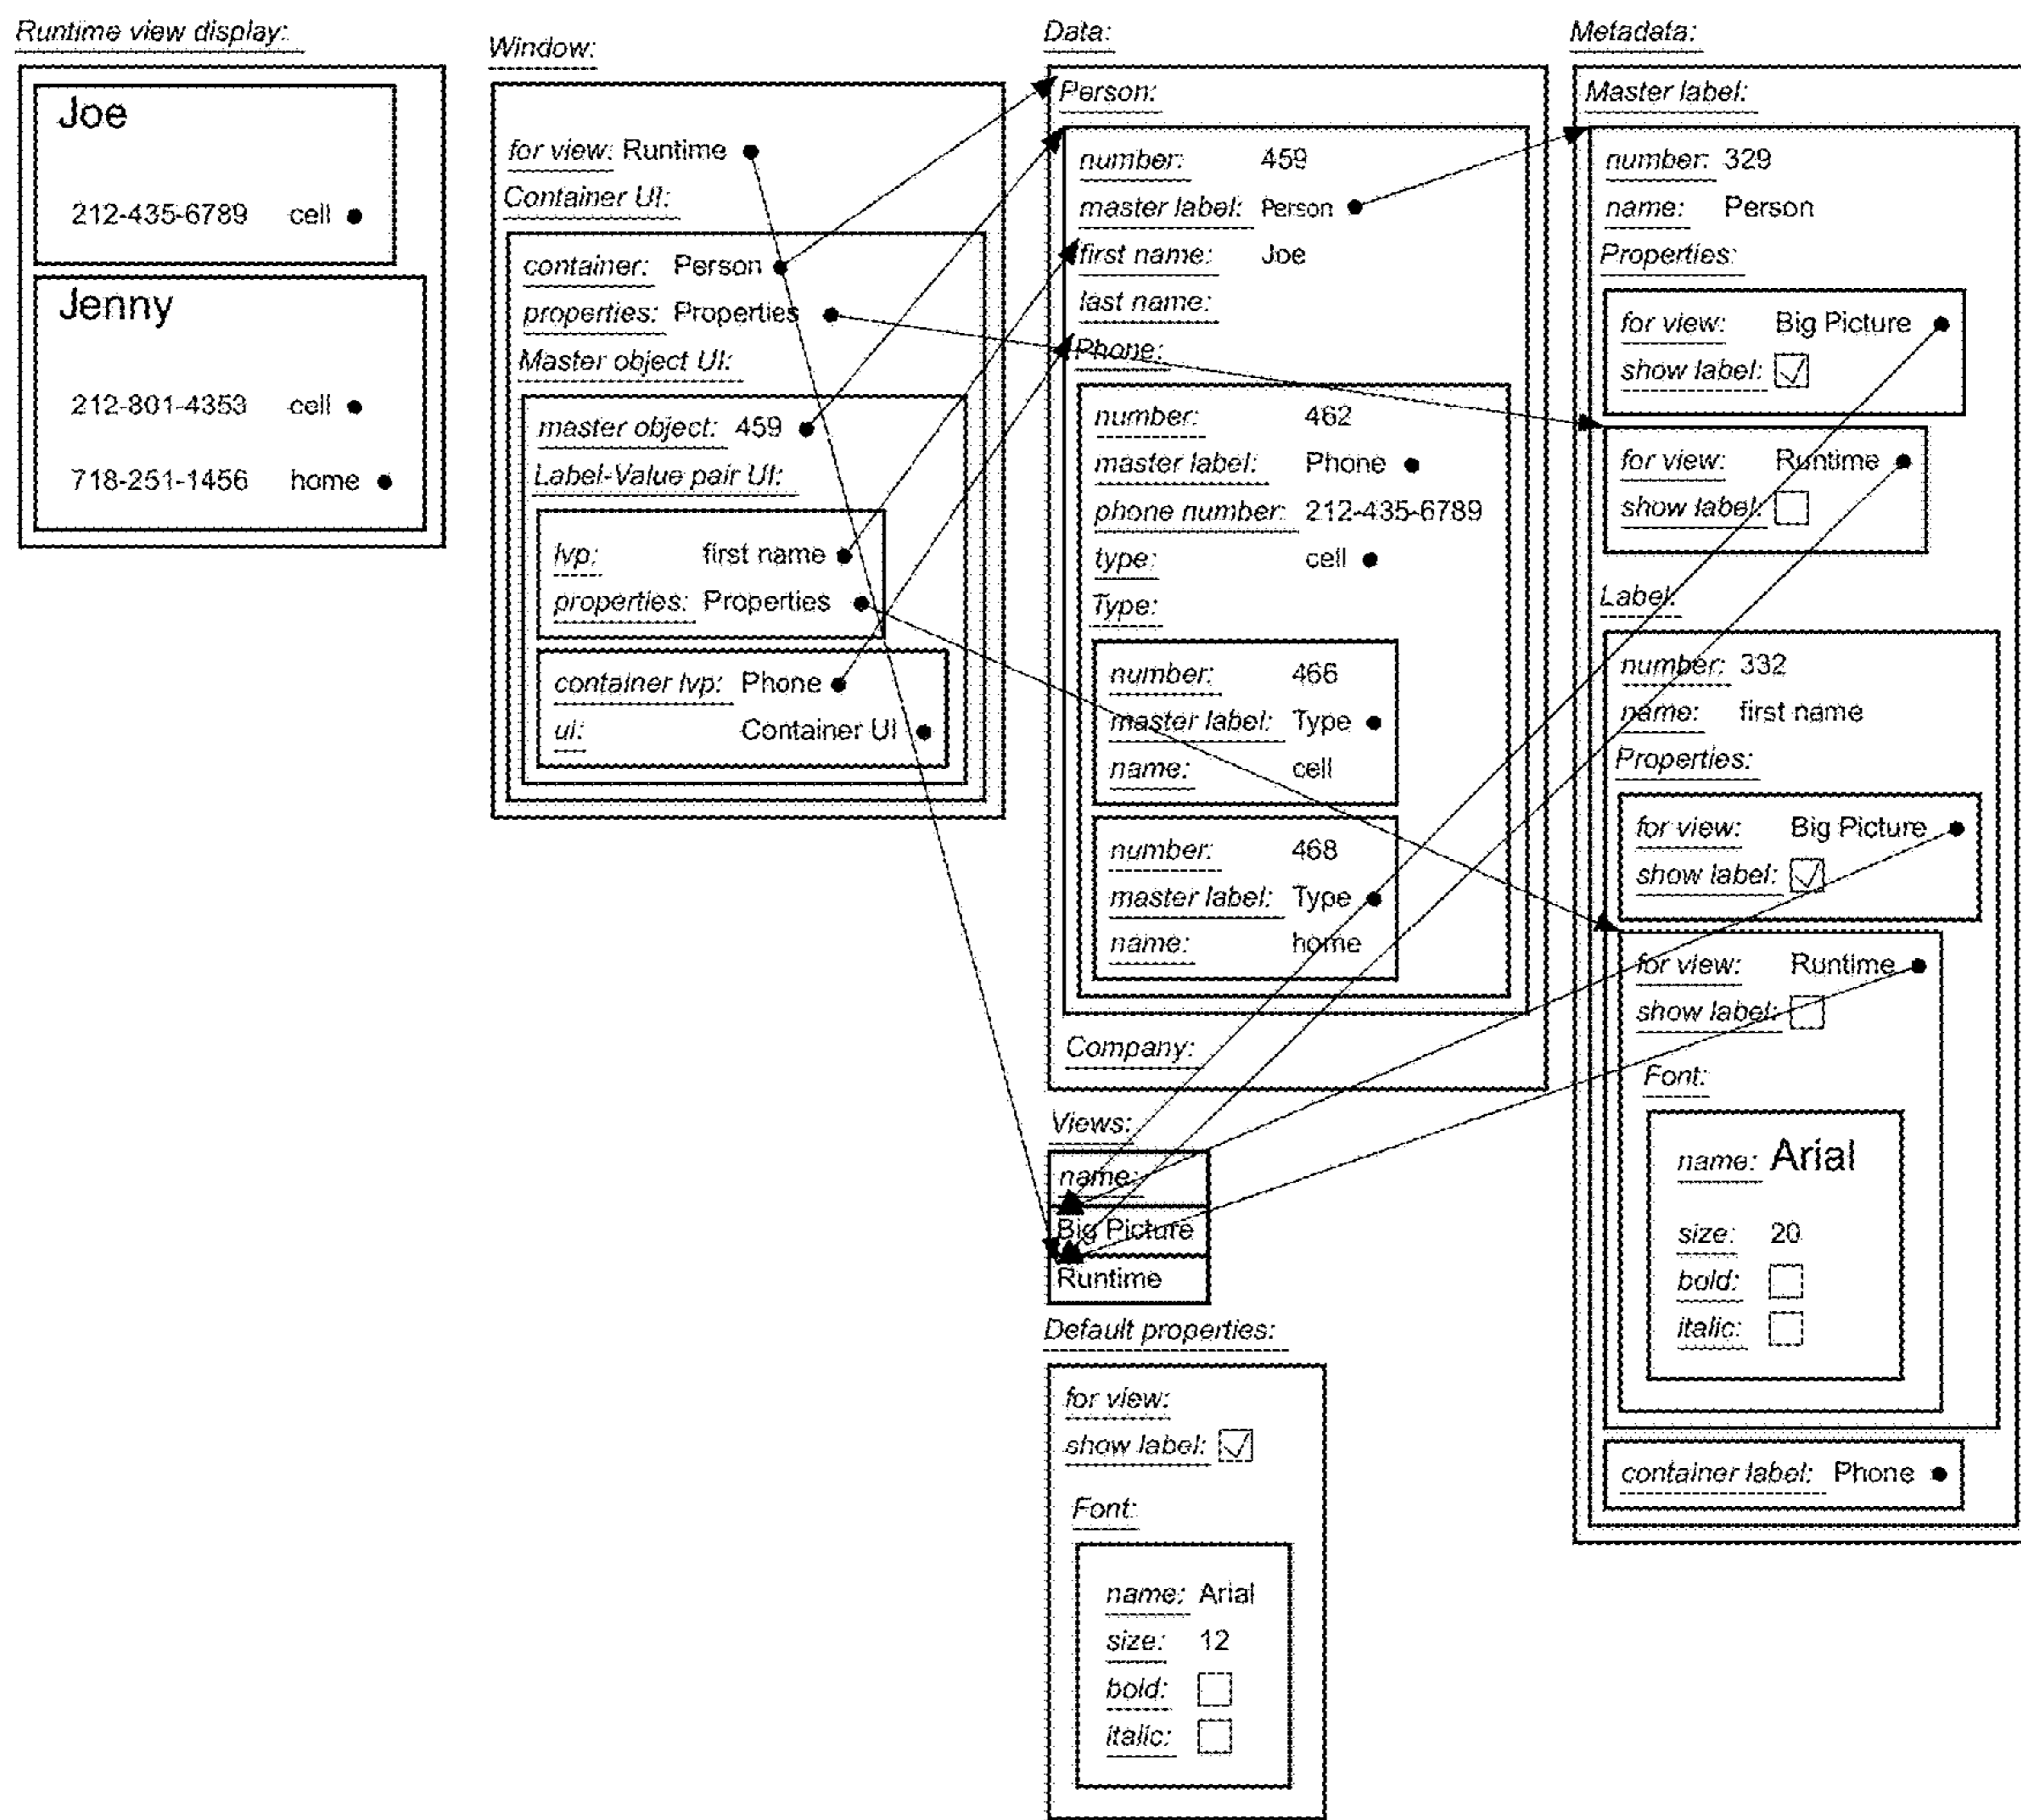 Runtime view display:
Joe
212-435-6789 cell
Jenny
212-801-4353 cell
718-251-1456 home
Window:
for view: Runtime
Container UI:
container: Person
properties: Properties
Master object UI:
master object: 459
Label-Value pair UI:
lvp: first name
properties: Properties
container lvp: Phone
ui: Container UI
Data:
Person:
number: 459
master label: Person
first name: Joe
last name:
Phone:
number: 462
master label: Phone
phone number: 212-435-6789
type: cell
Type:
number: 466
master label: Type
name: cell
number: 468
master label: Type
name: home
Company:
Views:
name:
Big Picture
Runtime
Default properties:
for view:
show label:
Font:
name: Arial
size: 12
bold:
italic:
Metadata:
Master label:
number: 329
name: Person
Properties:
for view: Big Picture
show label:
for view: Runtime
show label:
Label:
number: 332
name: first name
Properties:
for view: Big Picture
show label:
for view: Runtime
show label:
Font:
name: Arial
size: 20
bold:
italic:
container label: Phone